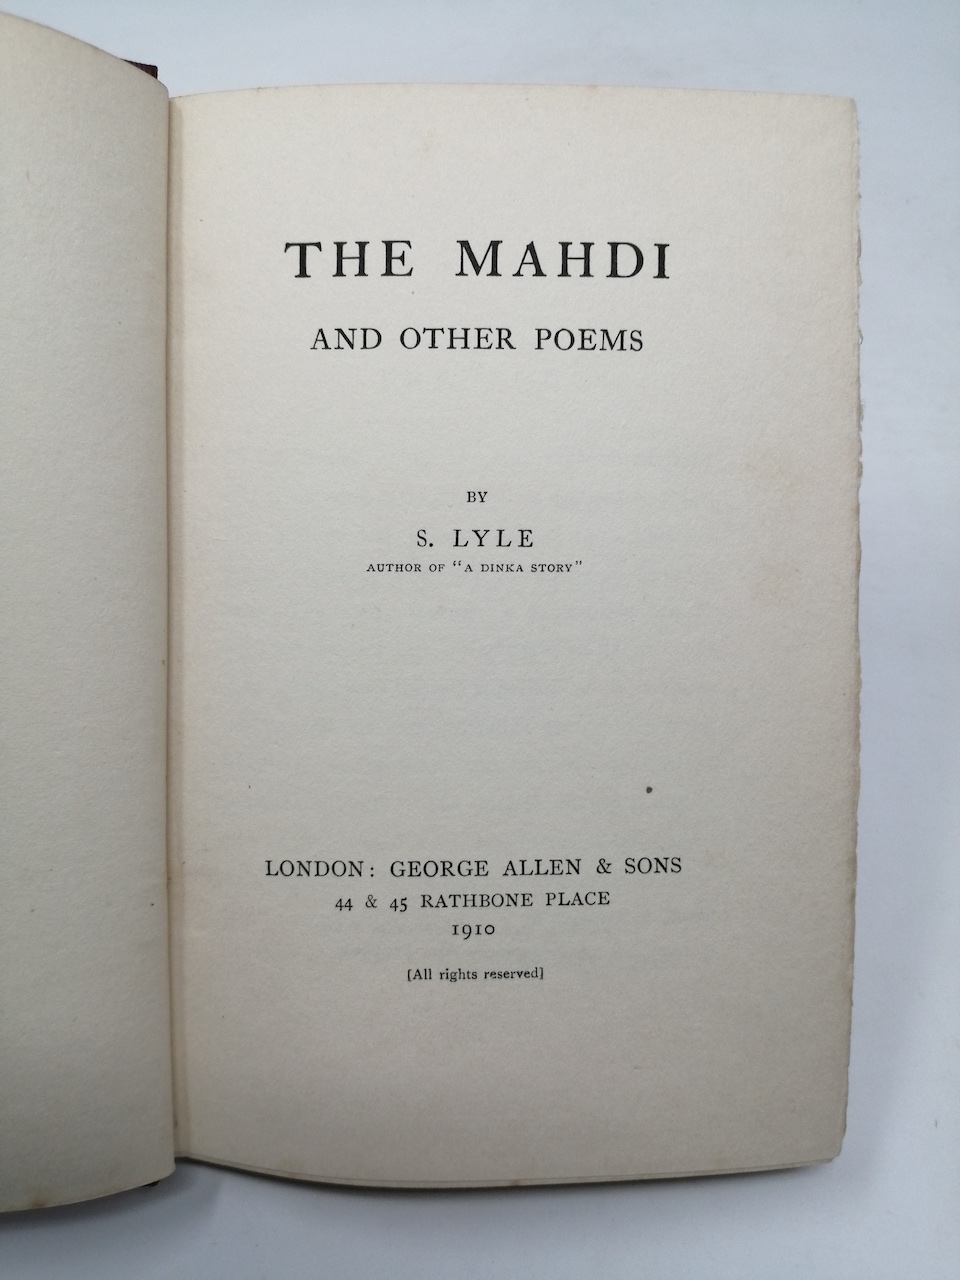 THE MAHDI
AND OTHER POEMS
BY
S. LYLE
AUTHOR OF “A DINKA STORY”
LONDON: GEORGE ALLEN & SONS
44 & 45 RATHBONE PLACE
1910
[All rights reserved]